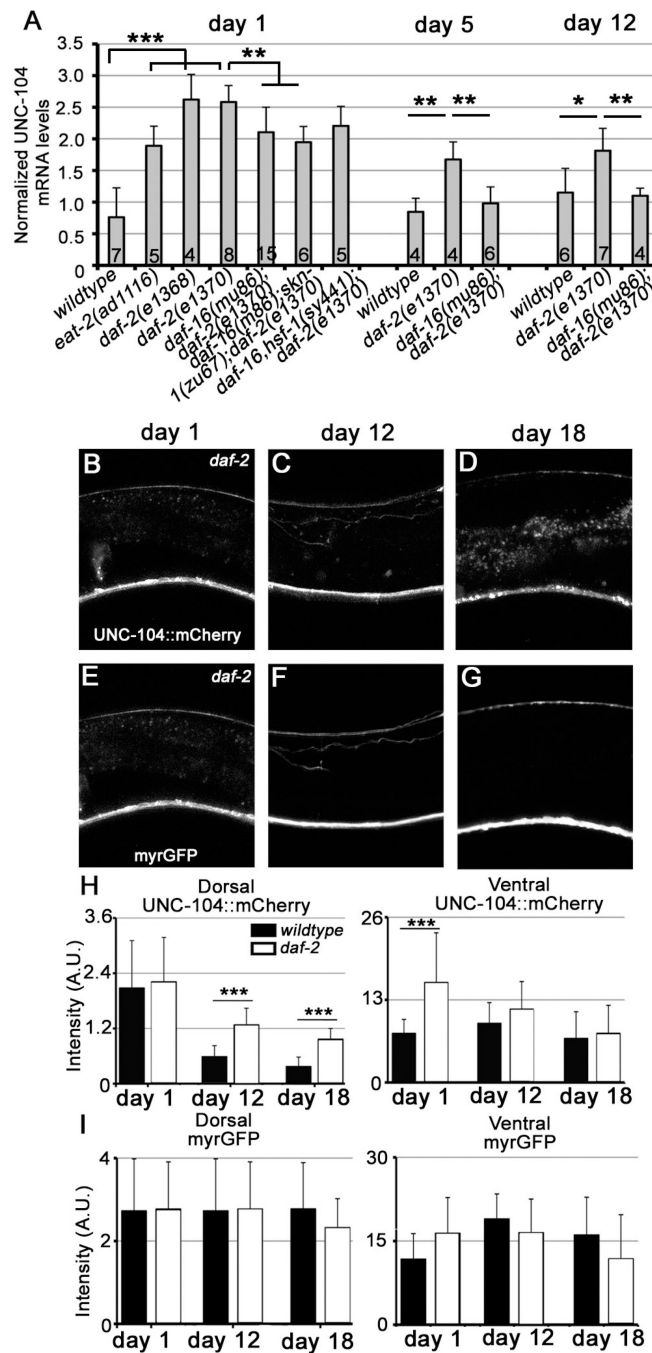 A
day 1
day 5
day 12
Normalized UNC-104
mRNA levels
3.5
3.0
2.5
2.0
1.5
1.0
0.5
0.0
***
**
** **
* **
7 5 4 8 15 6 5 4 4 6 6 7 4
wildtype
eat-2(ad1116)
daf-2(e1368)
daf-2(e1370)
daf-16(mu86);
daf-2(e1370)
daf-16(m86);skn-
1(zu67);daf-2(e1370)
daf-16,hsf-1(sy441);
daf-2(e1370)
wildtype
daf-2(e1370)
daf-16(mu86);
daf-2(e1370)
wildtype
daf-2(e1370)
daf-16(mu86);
daf-2(e1370)
day 1
day 12
day 18
B
daf-2
C
D
UNC-104::mCherry
E
daf-2
F
G
myrGFP
H
Dorsal
UNC-104::mCherry
Intensity (A.U.)
3.6
2.4
1.2
0
wildtype
daf-2
***
***
day 1 day 12 day 18
Ventral
UNC-104::mCherry
26
13
0
***
day 1 day 12 day 18
I
Dorsal
myrGFP
Intensity (A.U.)
4
2
0
day 1 day 12 day 18
Ventral
myrGFP
30
15
0
day 1 day 12 day 18